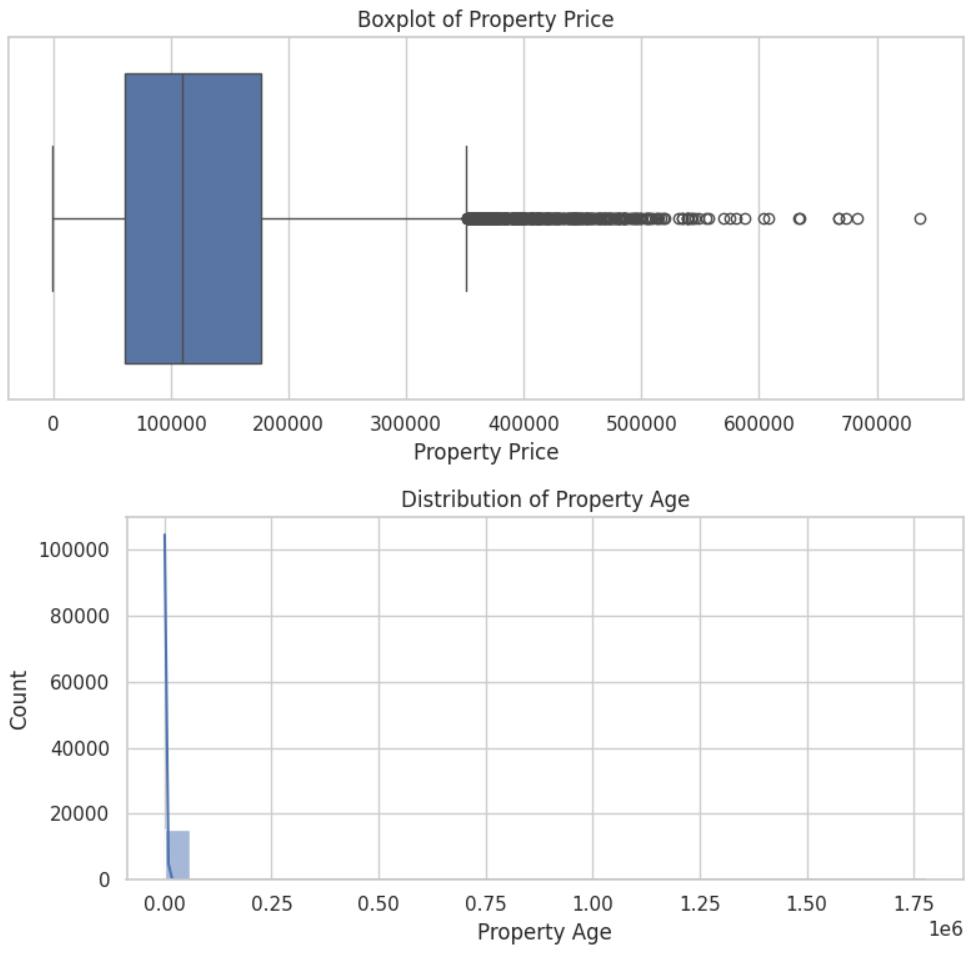 Boxplot of Property Price
0 100000 200000 300000 400000 500000 600000 700000
Property Price
Distribution of Property Age
100000
80000
60000
40000
20000
0
Count
0.00 0.25 0.50 0.75 1.00 1.25 1.50 1.75
1e6
Property Age